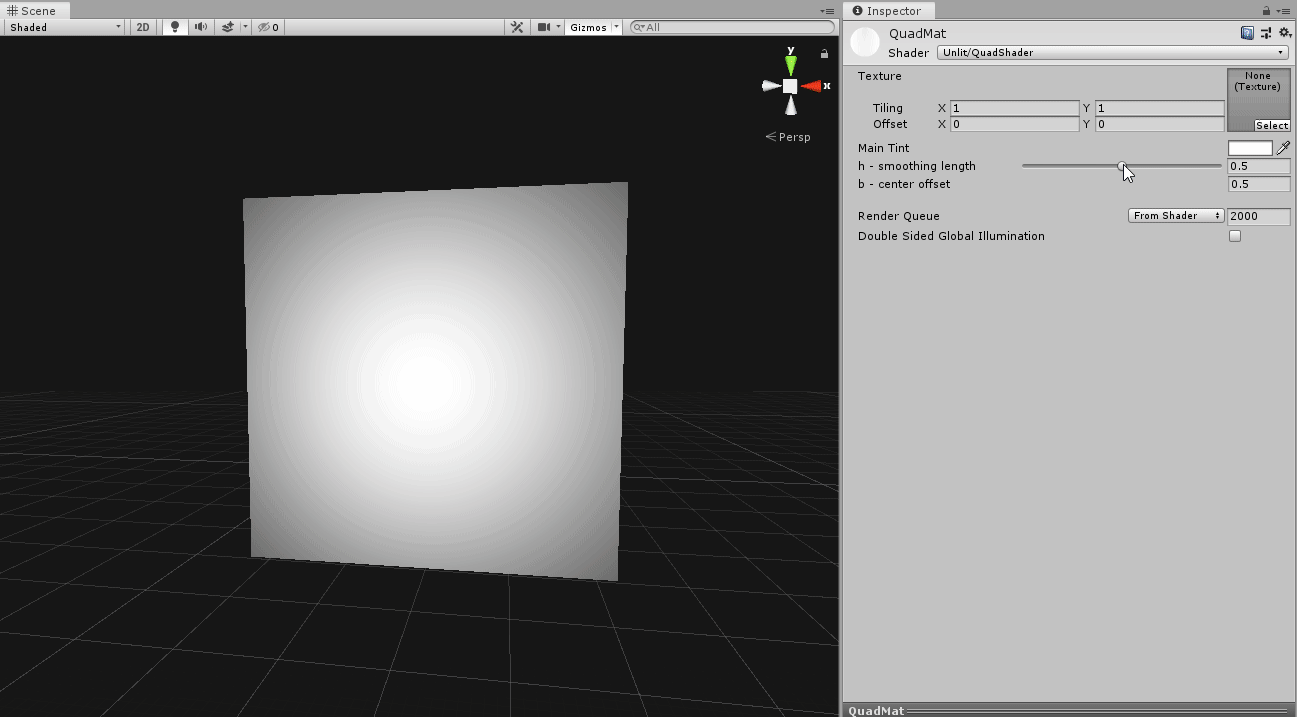 Scene
Shaded
2D
0
Gizmos
All
y
x
Persp
Inspector
QuadMat
Shader Unlit/QuadShader
Texture
None
(Texture)
Select
Tiling X 1 Y 1
Offset X 0 Y 0
Main Tint
h - smoothing length 0.5
b - center offset 0.5
Render Queue From Shader 2000
Double Sided Global Illumination
QuadMat